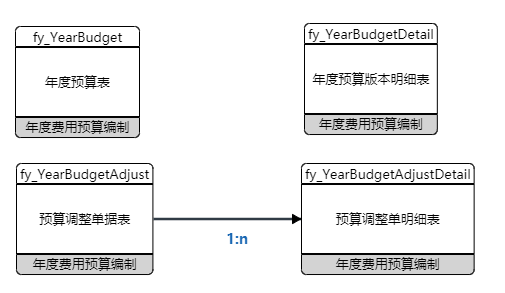 fy_YearBudget
年度预算表
年度费用预算编制
fy_YearBudgetDetail
年度预算版本明细表
年度费用预算编制
fy_YearBudgetAdjust
预算调整单据表
年度费用预算编制
1:n
fy_YearBudgetAdjustDetail
预算调整单明细表
年度费用预算编制